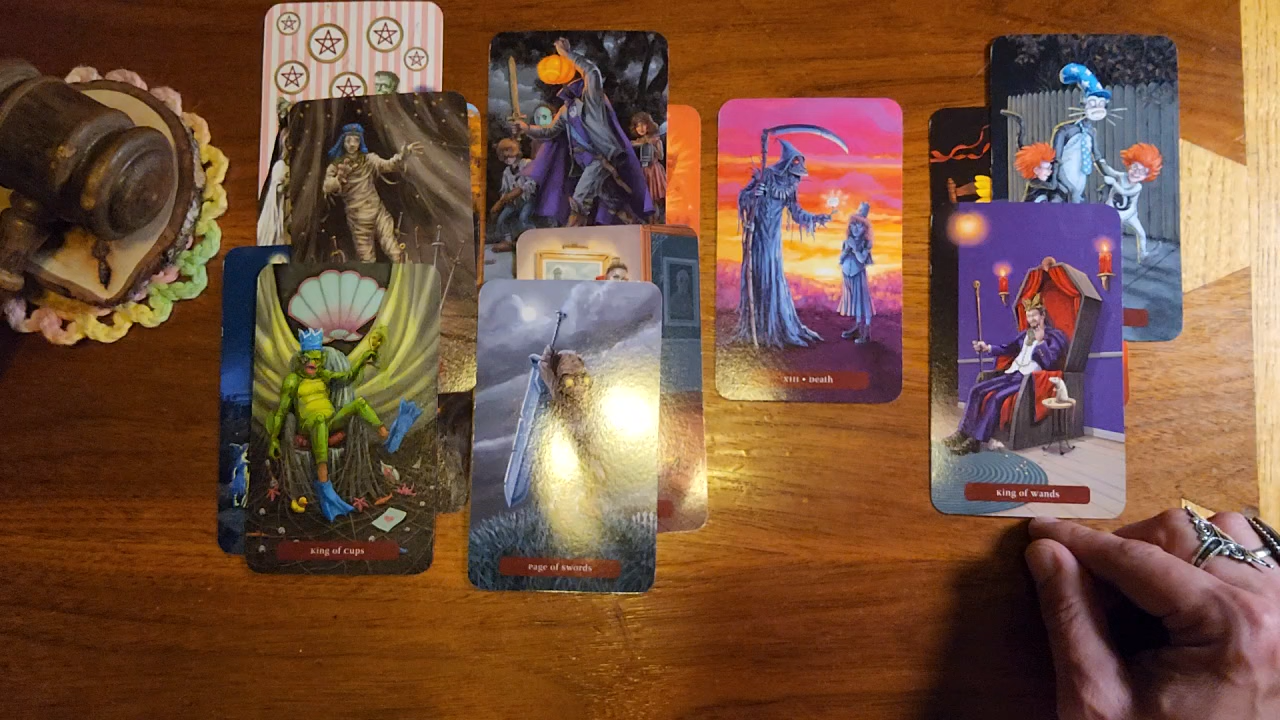 XIII • Death
King of Wands
King of Cups
Page of Swords